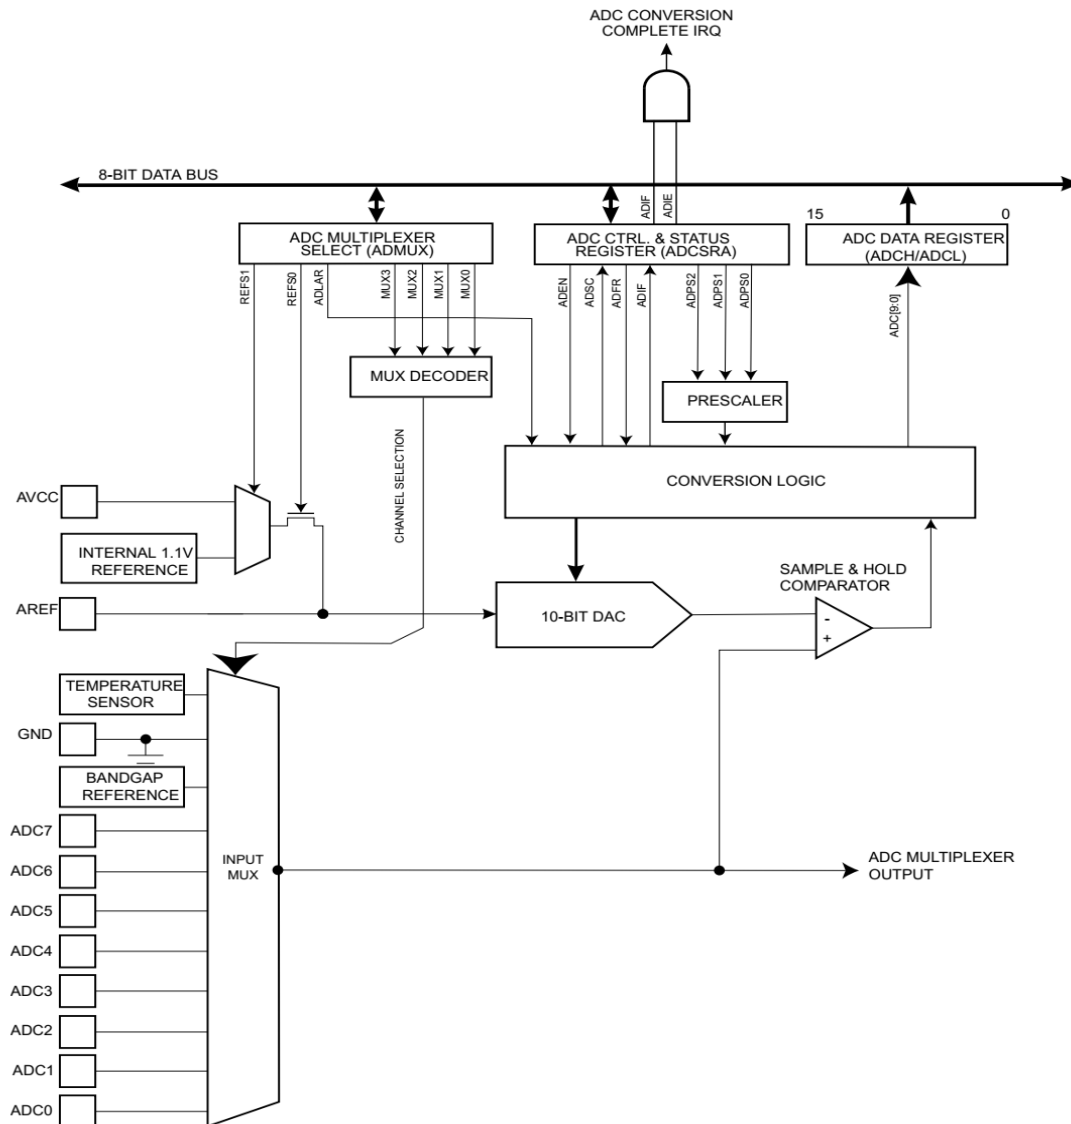 ADC CONVERSION
COMPLETE IRQ
8-BIT DATA BUS
ADIF
ADIE
15
0
ADC MULTIPLEXER
SELECT (ADMUX)
ADC CTRL. & STATUS
REGISTER (ADCSRA)
ADC DATA REGISTER
(ADCH/ADCL)
REFS1
REFS0
ADLAR
MUX3
MUX2
MUX1
MUX0
ADEN
ADSC
ADFR
ADIF
ADPS2
ADPS1
ADPS0
ADC[9:0]
MUX DECODER
PRESCALER
CHANNEL SELECTION
CONVERSION LOGIC
AVCC
INTERNAL 1.1V
REFERENCE
SAMPLE & HOLD
COMPARATOR
AREF
10-BIT DAC
-
+
TEMPERATURE
SENSOR
GND
BANDGAP
REFERENCE
ADC7
ADC6
INPUT
MUX
ADC MULTIPLEXER
OUTPUT
ADC5
ADC4
ADC3
ADC2
ADC1
ADC0